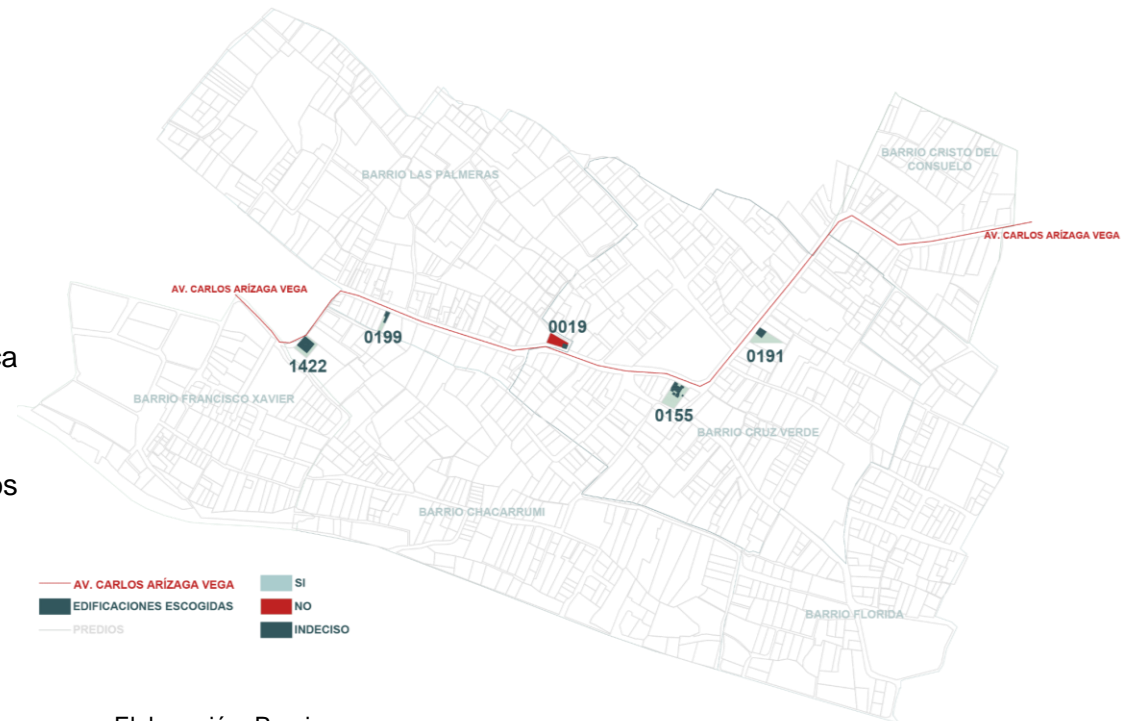 BARRIO CRISTO DEL
CONSUELO
BARRIO LAS PALMERAS
AV. CARLOS ARÍZAGA VEGA
AV. CARLOS ARÍZAGA VEGA
0019
0199
0191
1422
BARRIO FRANCISCO XAVIER
0155
BARRIO CRUZ VERDE
BARRIO CHACARRUMI
AV. CARLOS ARÍZAGA VEGA
EDIFICACIONES ESCOGIDAS
PREDIOS
SI
NO
INDECISO
BARRIO FLORIDA